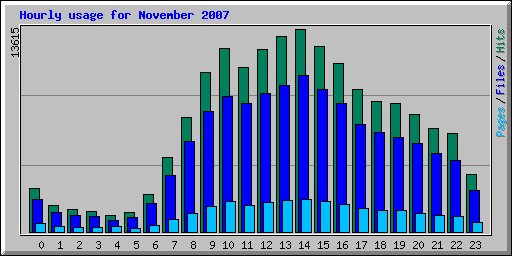 Hourly usage for November 2007
13615
Pages/Files/Hits
0 1 2 3 4 5 6 7 8 9 10 11 12 13 14 15 16 17 18 19 20 21 22 23